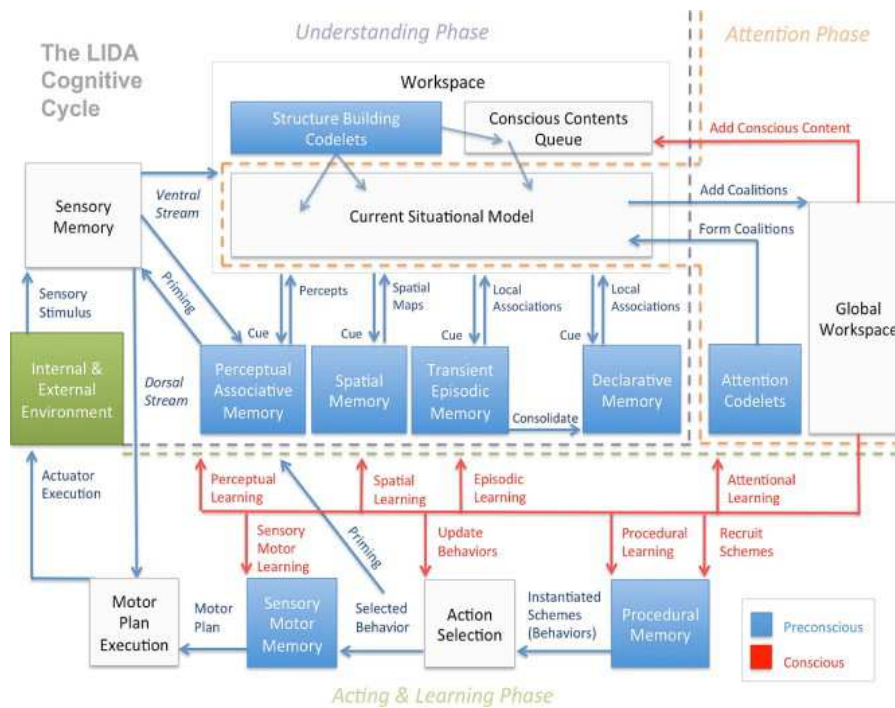 The LIDA
Cognitive
Cycle
Understanding Phase
Attention Phase
Workspace
Structure Building
Codelets
Conscious Contents
Queue
Add Conscious Content
Ventral
Stream
Sensory
Memory
Current Situational Model
Add Coalitions
Form Coalitions
Priming
Sensory
Stimulus
Percepts
Cue
Spatial
Maps
Cue
Local
Associations
Cue
Local
Associations
Cue
Global
Workspace
Internal &
External
Environment
Dorsal
Stream
Perceptual
Associative
Memory
Spatial
Memory
Transient
Episodic
Memory
Consolidate
Declarative
Memory
Attention
Codelets
Actuator
Execution
Perceptual
Learning
Spatial
Learning
Episodic
Learning
Attentional
Learning
Sensory
Motor
Learning
Priming
Update
Behaviors
Procedural
Learning
Recruit
Schemes
Motor
Plan
Execution
Motor
Plan
Sensory
Motor
Memory
Selected
Behavior
Action
Selection
Instantiated
Schemes
(Behaviors)
Procedural
Memory
Preconscious
Conscious
Acting & Learning Phase